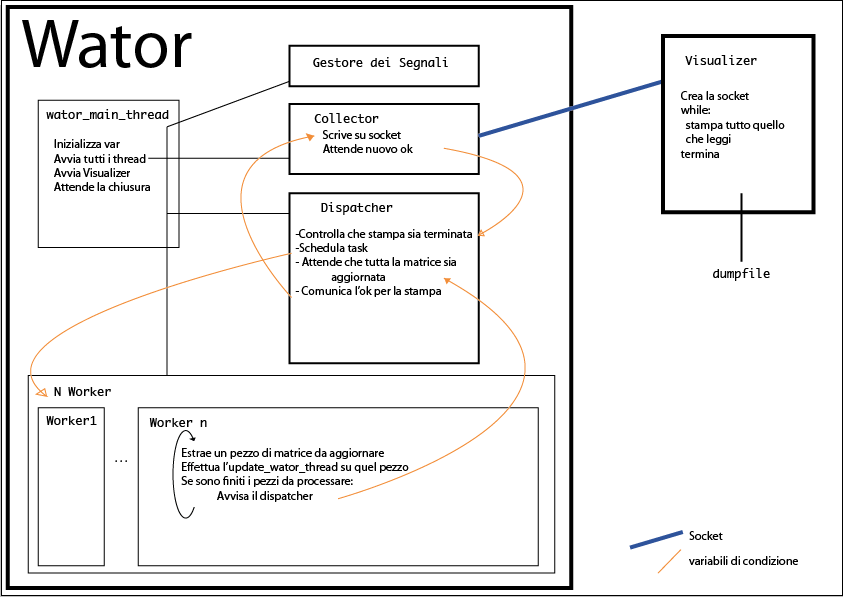 Wator
Gestore dei Segnali
wator_main_thread
Inizializza var
Avvia tutti i thread
Avvia Visualizer
Attende la chiusura
Collector
Scrive su socket
Attende nuovo ok
Dispatcher
-Controlla che stampa sia terminata
-Schedula task
- Attende che tutta la matrice sia
aggiornata
- Comunica l'ok per la stampa
Visualizer
Crea la socket
while:
stampa tutto quello
che leggi
termina
dumpfile
N Worker
Worker1
...
Worker n
Estrae un pezzo di matrice da aggiornare
Effettua l'update_wator_thread su quel pezzo
Se sono finiti i pezzi da processare:
Avvisa il dispatcher
Socket
variabili di condizione